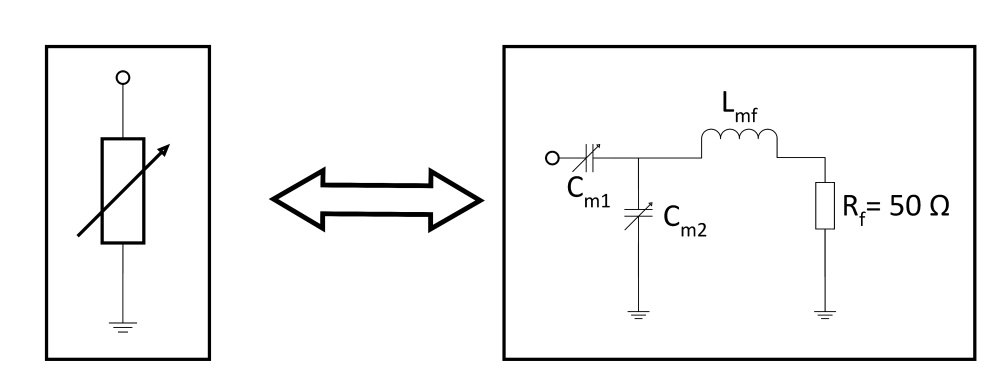 L_mf
C_m1
C_m2
R_f= 50 Ω